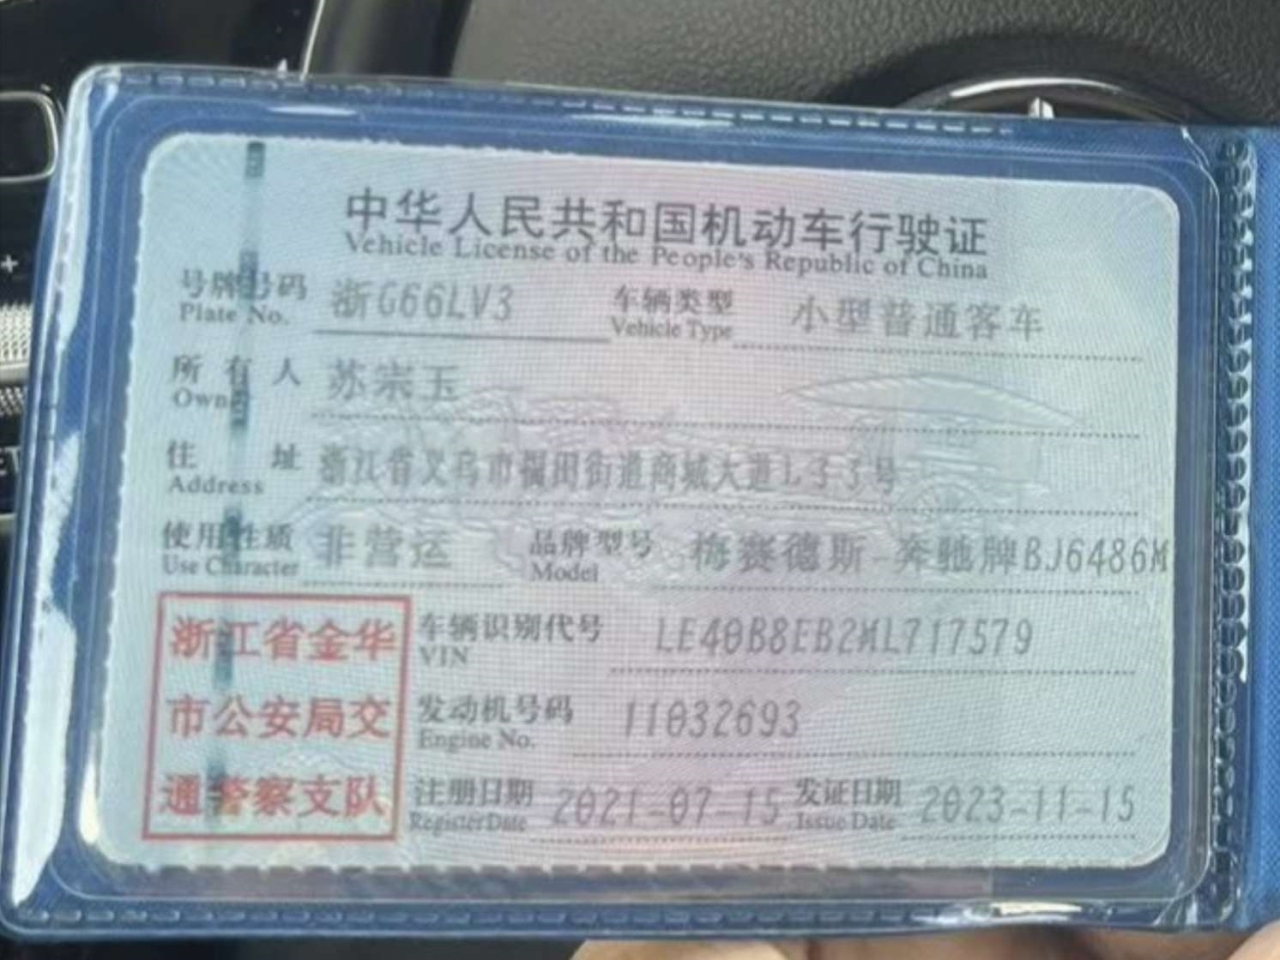 中华人民共和国机动车行驶证
Vehicle License of the People's Republic of China
号牌号码 浙G66LV3 车辆类型 小型普通客车
Plate No. Vehicle Type
所有人 苏宗玉
Owner
住址 浙江省义乌市稠州街道商城大道L33号
Address
使用性质 非营运 品牌型号 梅赛德斯-奔驰牌BJ6486M
Use Character Model
浙江省金华
市公安局交
通警察支队
车辆识别代号 LE40B8EB2ML717579
VIN
发动机号码 11032693
Engine No.
注册日期 2021-07-15 发证日期 2023-11-15
Register Date Issue Date